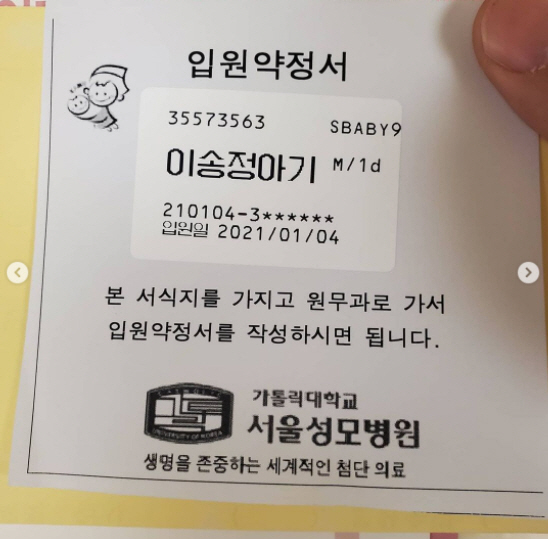 입원약정서
35573563 SBABY9
이송정아기 M/1d
210104-3******
입원일 2021/01/04
본 서식지를 가지고 원무과로 가서
입원약정서를 작성하시면 됩니다.
가톨릭대학교
서울성모병원
UNIVERSITY OF KOREA
생명을 존중하는 세계적인 첨단 의료